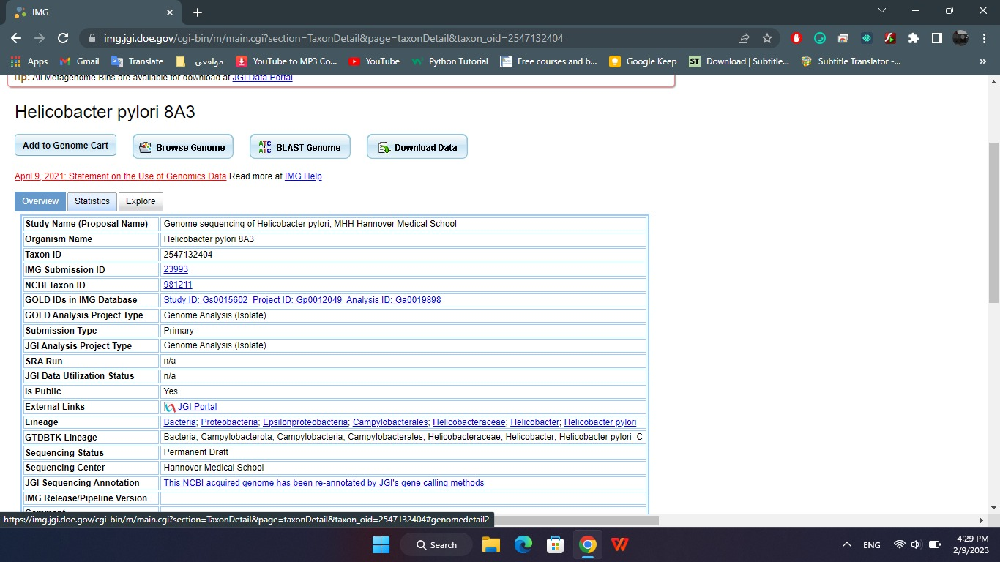 IMG
img.jgi.doe.gov/cgi-bin/m/main.cgi?section=TaxonDetail&page=taxonDetail&taxon_oid=2547132404
Apps Gmail Translate مواقعی YouTube to MP3 Co... YouTube Python Tutorial Free courses and b... Google Keep ST Download | Subtitle... Subtitle Translator -... »
Tip: All Metagenome Bins are available for download at JGI Data Portal
Helicobacter pylori 8A3
Add to Genome Cart Browse Genome ATC ATC BLAST Genome Download Data
April 9, 2021: Statement on the Use of Genomics Data Read more at IMG Help
Overview Statistics Explore
Study Name (Proposal Name) Genome sequencing of Helicobacter pylori, MHH Hannover Medical School
Organism Name Helicobacter pylori 8A3
Taxon ID 2547132404
IMG Submission ID 23993
NCBI Taxon ID 981211
GOLD IDs in IMG Database Study ID: Gs0015602 Project ID: Gp0012049 Analysis ID: Ga0019898
GOLD Analysis Project Type Genome Analysis (Isolate)
Submission Type Primary
JGI Analysis Project Type Genome Analysis (Isolate)
SRA Run n/a
JGI Data Utilization Status n/a
Is Public Yes
External Links JGI Portal
Lineage Bacteria; Proteobacteria; Epsilonproteobacteria; Campylobacterales; Helicobacteraceae; Helicobacter; Helicobacter pylori
GTDBTK Lineage Bacteria; Campylobacterota; Campylobacteria; Campylobacterales; Helicobacteraceae; Helicobacter; Helicobacter pylori_C
Sequencing Status Permanent Draft
Sequencing Center Hannover Medical School
JGI Sequencing Annotation This NCBI acquired genome has been re-annotated by JGI's gene calling methods
IMG Release/Pipeline Version
Comment
https://img.jgi.doe.gov/cgi-bin/m/main.cgi?section=TaxonDetail&page=taxonDetail&taxon_oid=2547132404#genomedetail2
Search ENG 4:29 PM
2/9/2023